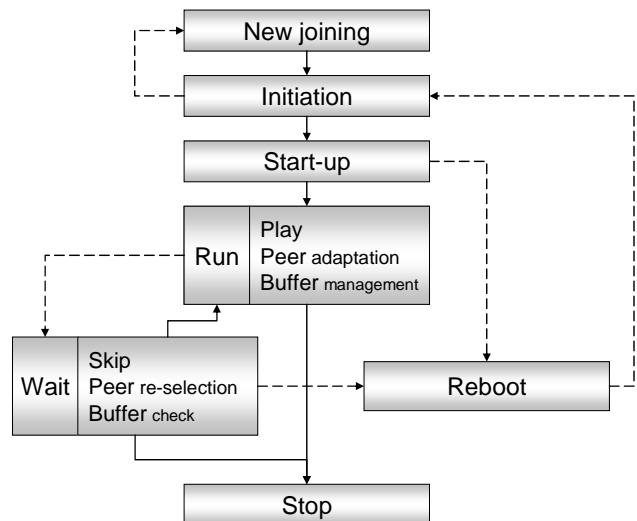 New joining
Initiation
Start-up
Run
Play
Peer adaptation
Buffer management
Wait
Skip
Peer re-selection
Buffer check
Reboot
Stop